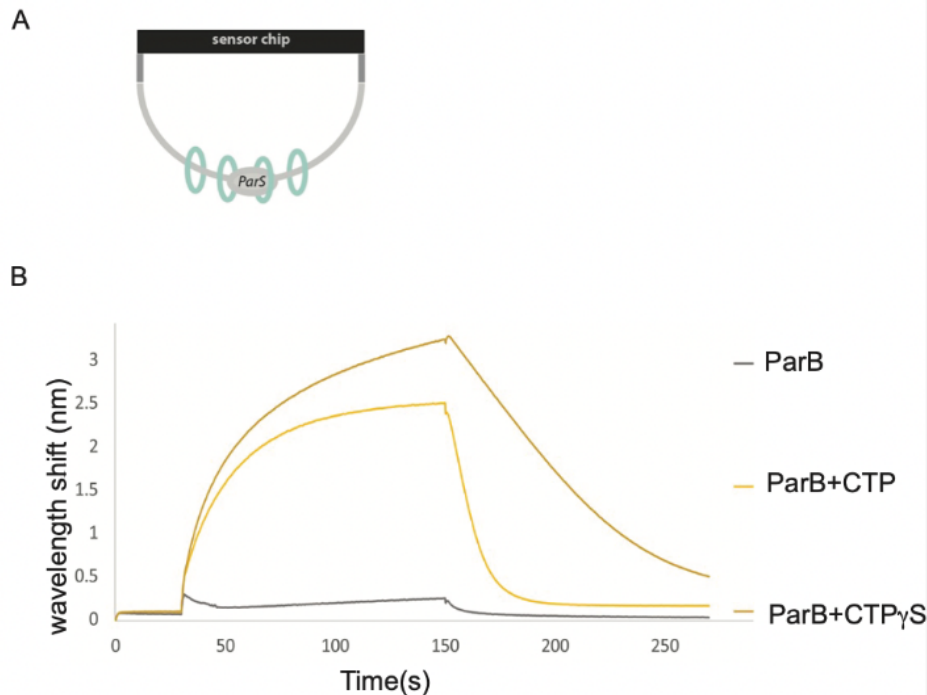 A
sensor chip
ParS
B
wavelength shift (nm)
3
2.5
2
1.5
1
0.5
0
0 50 100 150 200 250
Time(s)
ParB
ParB+CTP
ParB+CTPγS